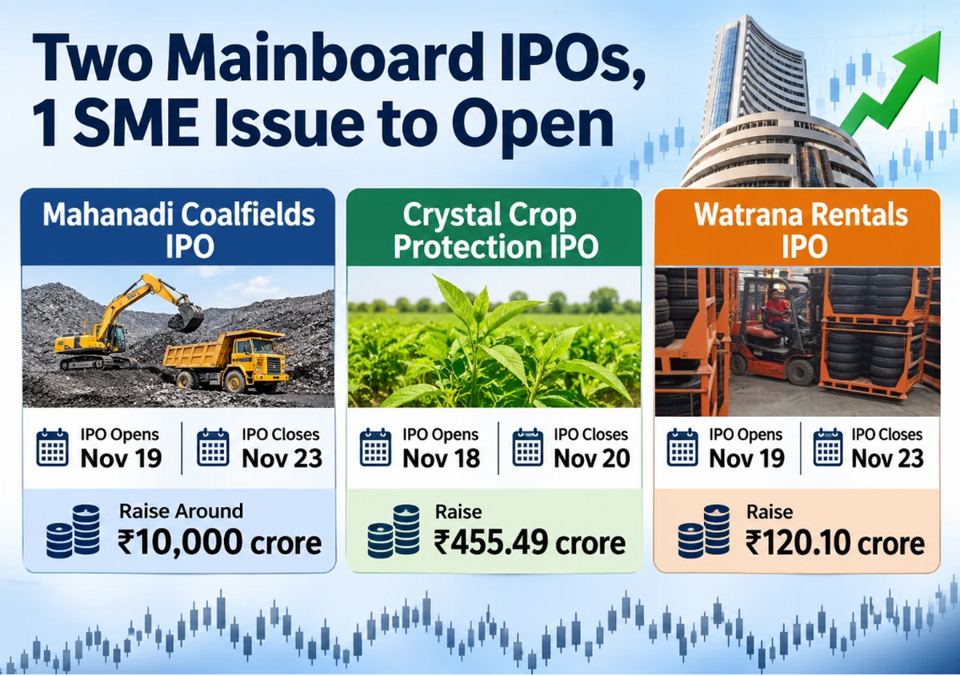 Two Mainboard IPOs,
1 SME Issue to Open
Mahanadi Coalfields
IPO
IPO Opens
Nov 19
IPO Closes
Nov 23
Raise Around
₹10,000 crore
Crystal Crop
Protection IPO
IPO Opens
Nov 18
IPO Closes
Nov 20
Raise
₹455.49 crore
Watrana Rentals
IPO
IPO Opens
Nov 19
IPO Closes
Nov 23
Raise
₹120.10 crore